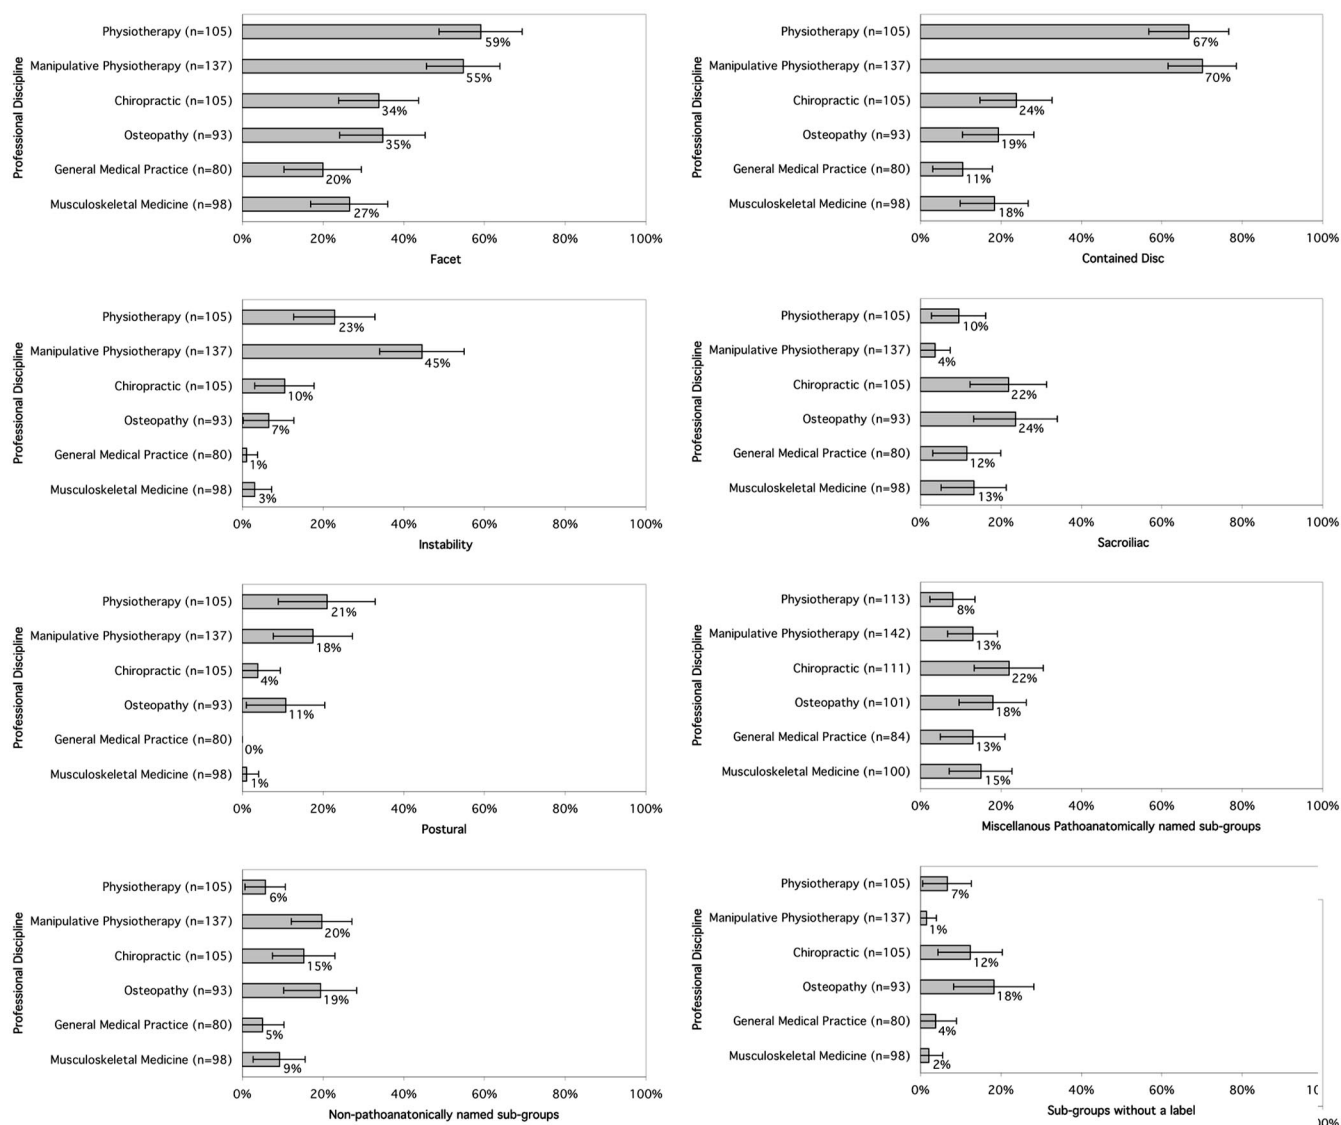 Professional Discipline
Physiotherapy (n=105)
59%
Manipulative Physiotherapy (n=137)
55%
Chiropractic (n=105)
34%
Osteopathy (n=93)
35%
General Medical Practice (n=80)
20%
Musculoskeletal Medicine (n=98)
27%
0% 20% 40% 60% 80% 100%
Facet
Professional Discipline
Physiotherapy (n=105)
67%
Manipulative Physiotherapy (n=137)
70%
Chiropractic (n=105)
24%
Osteopathy (n=93)
19%
General Medical Practice (n=80)
11%
Musculoskeletal Medicine (n=98)
18%
0% 20% 40% 60% 80% 100%
Contained Disc
Professional Discipline
Physiotherapy (n=105)
23%
Manipulative Physiotherapy (n=137)
45%
Chiropractic (n=105)
10%
Osteopathy (n=93)
7%
General Medical Practice (n=80)
1%
Musculoskeletal Medicine (n=98)
3%
0% 20% 40% 60% 80% 100%
Instability
Professional Discipline
Physiotherapy (n=105)
10%
Manipulative Physiotherapy (n=137)
4%
Chiropractic (n=105)
22%
Osteopathy (n=93)
24%
General Medical Practice (n=80)
12%
Musculoskeletal Medicine (n=98)
13%
0% 20% 40% 60% 80% 100%
Sacroiliac
Professional Discipline
Physiotherapy (n=105)
21%
Manipulative Physiotherapy (n=137)
18%
Chiropractic (n=105)
4%
Osteopathy (n=93)
11%
General Medical Practice (n=80)
0%
Musculoskeletal Medicine (n=98)
1%
0% 20% 40% 60% 80% 100%
Postural
Professional Discipline
Physiotherapy (n=113)
8%
Manipulative Physiotherapy (n=142)
13%
Chiropractic (n=111)
22%
Osteopathy (n=101)
18%
General Medical Practice (n=84)
13%
Musculoskeletal Medicine (n=100)
15%
0% 20% 40% 60% 80% 100%
Miscellanous Pathoanatomically named sub-groups
Professional Discipline
Physiotherapy (n=105)
6%
Manipulative Physiotherapy (n=137)
20%
Chiropractic (n=105)
15%
Osteopathy (n=93)
19%
General Medical Practice (n=80)
5%
Musculoskeletal Medicine (n=98)
9%
0% 20% 40% 60% 80% 100%
Non-pathoanatonically named sub-groups
Professional Discipline
Physiotherapy (n=105)
7%
Manipulative Physiotherapy (n=137)
1%
Chiropractic (n=105)
12%
Osteopathy (n=93)
18%
General Medical Practice (n=80)
4%
Musculoskeletal Medicine (n=98)
2%
0% 20% 40% 60% 80%
Sub-groups without a label